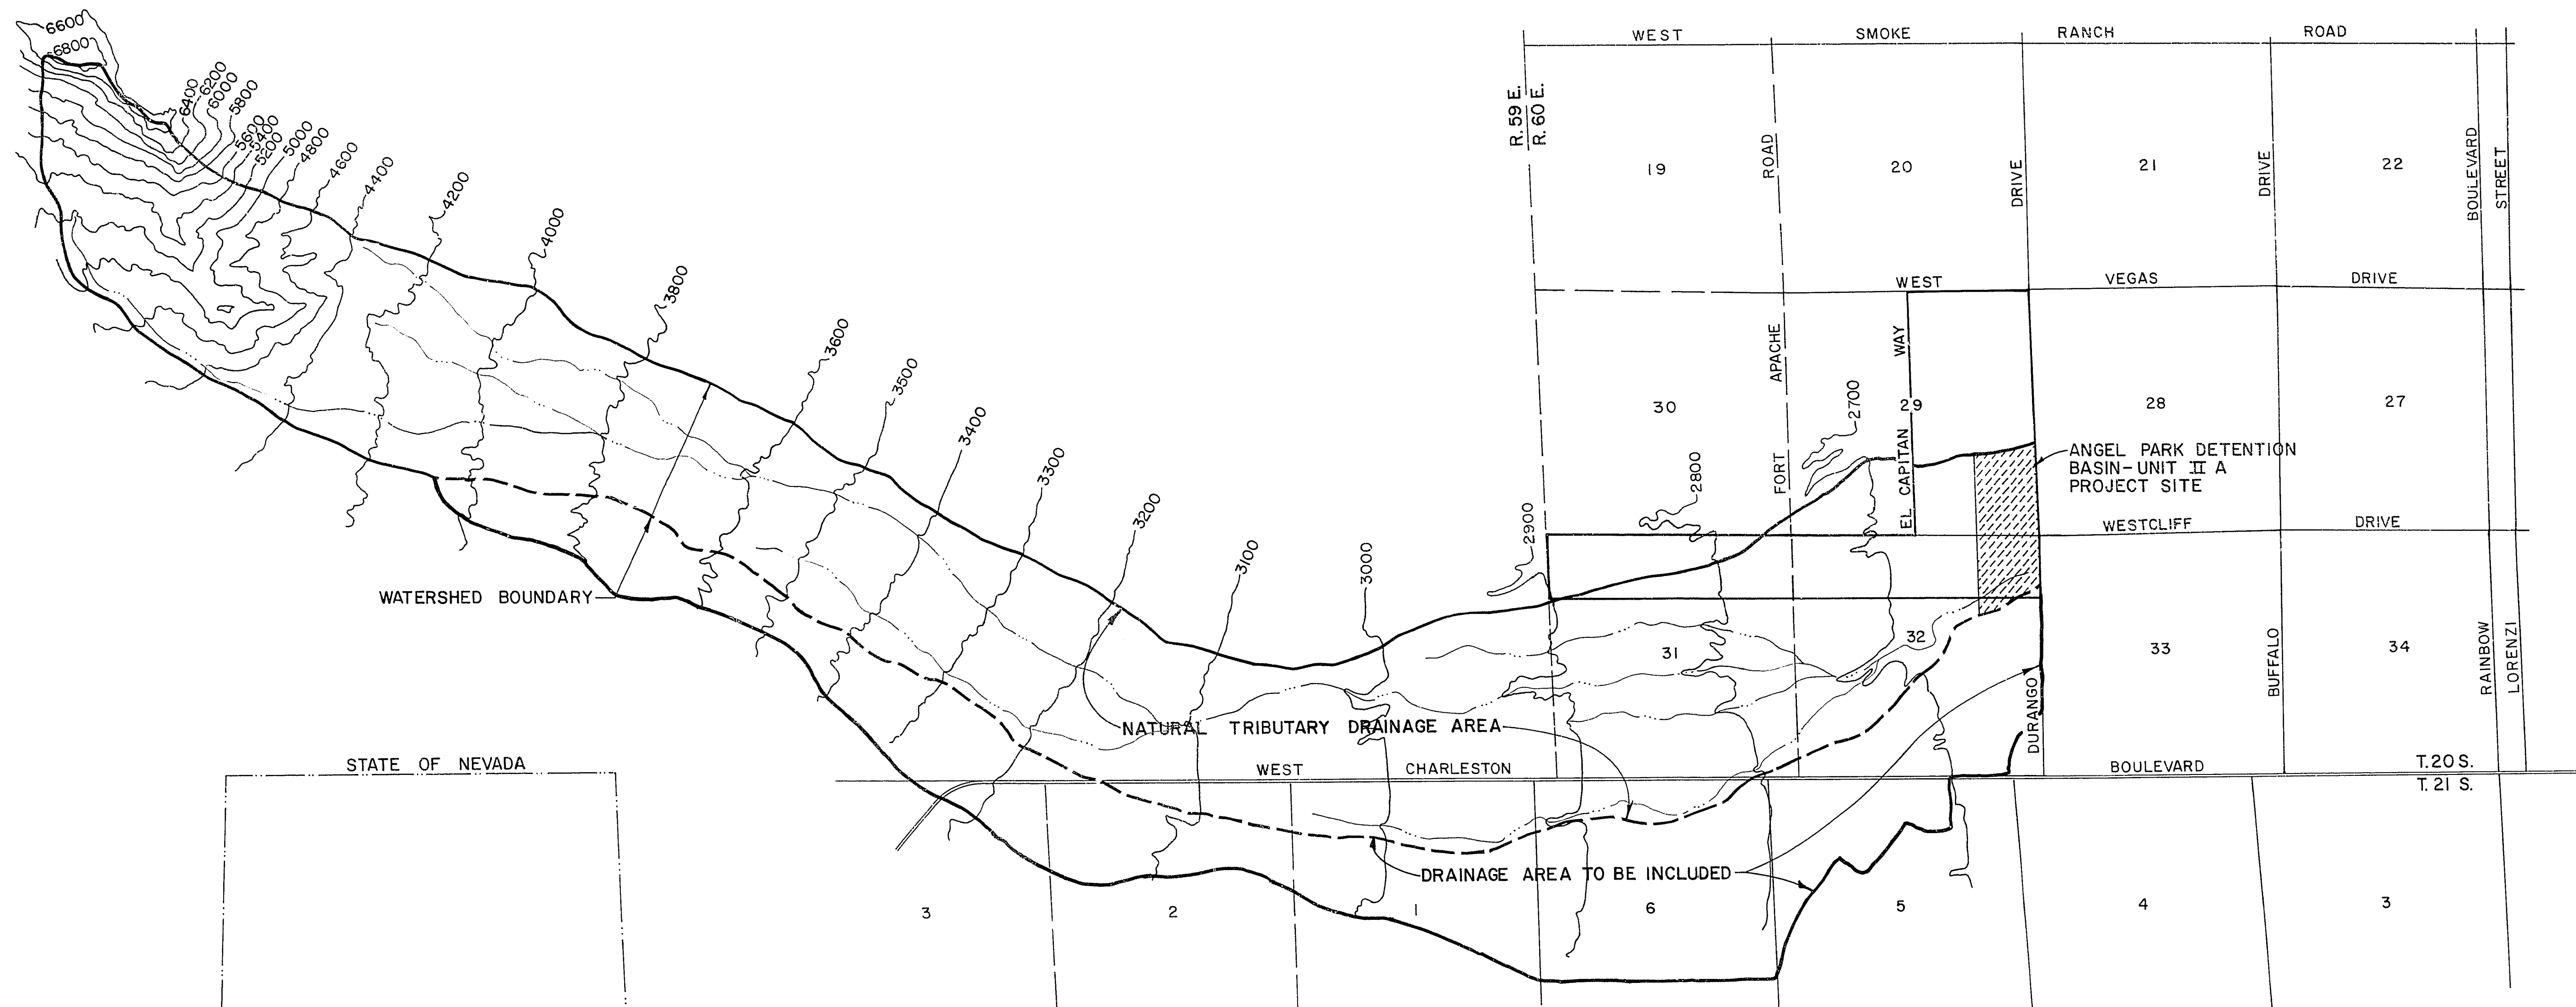 WEST SMOKE RANCH ROAD
6600
6800
6400
6200
6000
5800
5600
5400
5200
5000
4800
4600
4400
4200
4000
3800
3600
3500
3400
3300
3200
3100
3000
2900
2800
2700
R. 59 E.
R. 60 E.
19
ROAD
20
DRIVE
21
DRIVE
22
BOULEVARD
STREET
WEST VEGAS DRIVE
30
APACHE
FORT
WAY
EL CAPITAN
29
28
27
ANGEL PARK DETENTION
BASIN-UNIT II A
PROJECT SITE
WESTCLIFF DRIVE
WATERSHED BOUNDARY
31
32
33
34
DURANGO
BUFFALO
RAINBOW
LORENZI
NATURAL TRIBUTARY DRAINAGE AREA
STATE OF NEVADA
WEST CHARLESTON BOULEVARD
T. 20 S.
T. 21 S.
DRAINAGE AREA TO BE INCLUDED
3
2
1
6
5
4
3